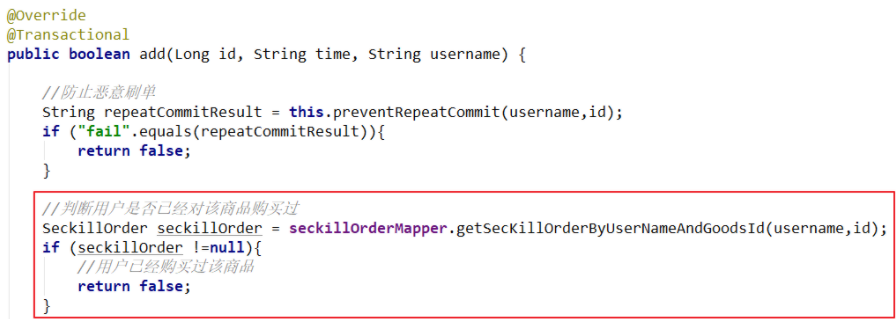 @Override
@Transactional
public boolean add(Long id, String time, String username) {
//防止恶意刷单
String repeatCommitResult = this.preventRepeatCommit(username,id);
if ("fail".equals(repeatCommitResult)){
return false;
}
//判断用户是否已经对该商品购买过
SeckillOrder seckillOrder = seckillOrderMapper.getSecKillOrderByUserNameAndGoodsId(username,id);
if (seckillOrder !=null){
//用户已经购买过该商品
return false;
}